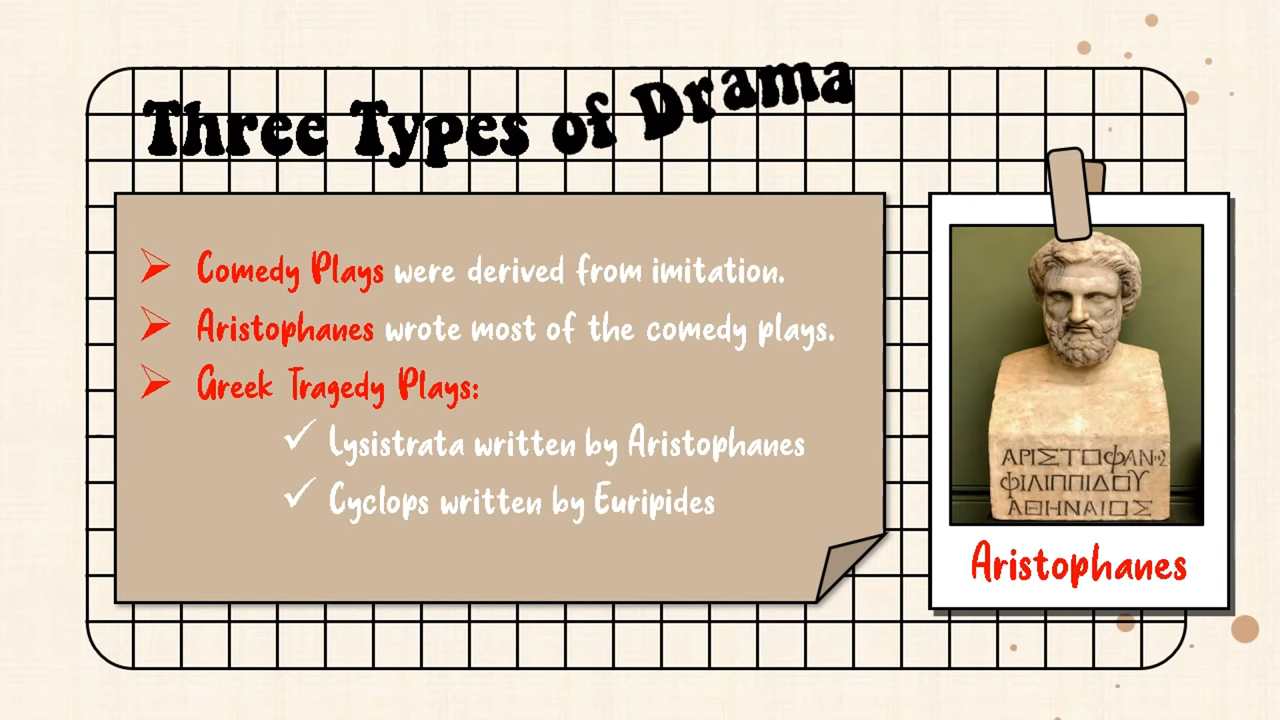 Three Types of Drama
Comedy Plays were derived from imitation.
Aristophanes wrote most of the comedy plays.
Greek Tragedy Plays:
Lysistrata written by Aristophanes
Cyclops written by Euripides
ΑΡΙΣΤΟΦΑΝΗΣ
ΦΙΛΙΠΠΙΔΟΥ
ΑΘΗΝΑΙΟΣ
Aristophanes